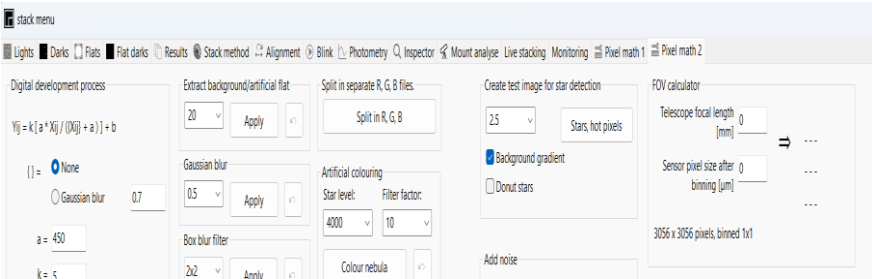 stack menu
Lights Darks Flats Flat darks Results Stack method Alignment Blink Photometry Inspector Mount analyse Live stacking Monitoring Pixel math 1 Pixel math 2
Digital development process
Yij = k [ a * Xij / ({Xij} + a ) ] + b
{ } = None
Gaussian blur 0.7
a = 450
k = 5
Extract background/artificial flat
20 Apply
Gaussian blur
0.5 Apply
Box blur filter
2x2 Apply
Split in separate R, G, B files.
Split in R, G, B
Artificial colouring
Star level: Filter factor:
4000 10
Colour nebula
Create test image for star detection
2.5 Stars, hot pixels
Background gradient
Donut stars
Add noise
FOV calculator
Telescope focal length [mm] 0 ⇒ ---
Sensor pixel size after binning [µm] 0 ---
---
3056 x 3056 pixels, binned 1x1